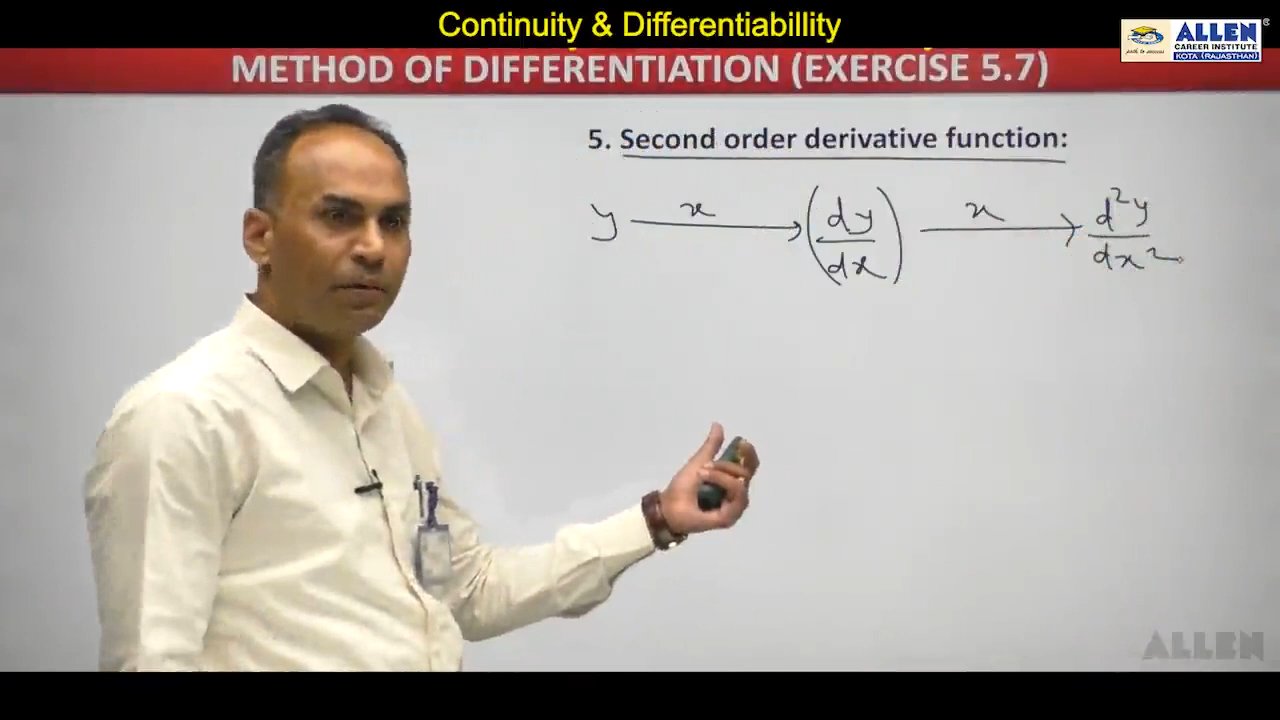 Continuity & Differentiabillity
ALLEN
CAREER INSTITUTE
KOTA (RAJASTHAN)
METHOD OF DIFFERENTIATION (EXERCISE 5.7)
5. Second order derivative function:
y x (dy/dx) x d²y/dx²
ALLEN